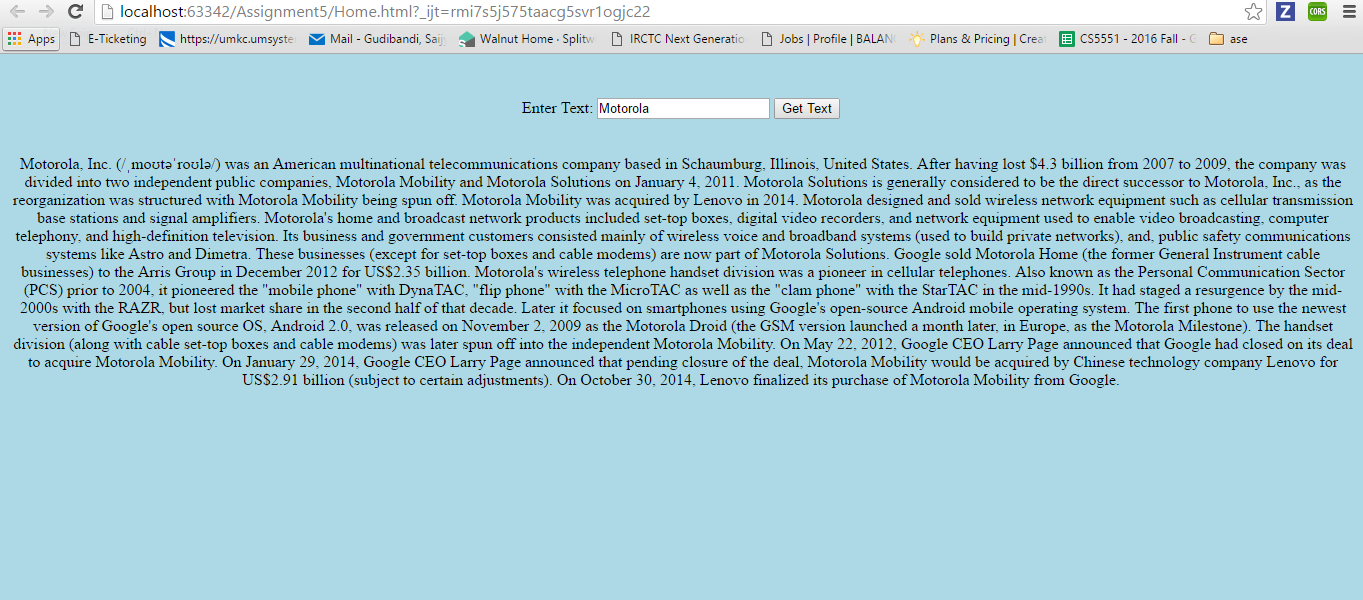 localhost:63342/Assignment5/Home.html?_ijt=rmi7s5j575taacg5svr1ogjc22
Z CORS
Apps E-Ticketing https://umkc.umsyste Mail - Gudibandi, Saij Walnut Home · Splitw IRCTC Next Generatio Jobs | Profile | BALAN Plans & Pricing | Crea CS5551 - 2016 Fall - G ase
Enter Text: Motorola Get Text
Motorola, Inc. (/ˌmoʊtəˈroʊlə/) was an American multinational telecommunications company based in Schaumburg, Illinois, United States. After having lost $4.3 billion from 2007 to 2009, the company was
divided into two independent public companies, Motorola Mobility and Motorola Solutions on January 4, 2011. Motorola Solutions is generally considered to be the direct successor to Motorola, Inc., as the
reorganization was structured with Motorola Mobility being spun off. Motorola Mobility was acquired by Lenovo in 2014. Motorola designed and sold wireless network equipment such as cellular transmission
base stations and signal amplifiers. Motorola's home and broadcast network products included set-top boxes, digital video recorders, and network equipment used to enable video broadcasting, computer
telephony, and high-definition television. Its business and government customers consisted mainly of wireless voice and broadband systems (used to build private networks), and, public safety communications
systems like Astro and Dimetra. These businesses (except for set-top boxes and cable modems) are now part of Motorola Solutions. Google sold Motorola Home (the former General Instrument cable
businesses) to the Arris Group in December 2012 for US$2.35 billion. Motorola's wireless telephone handset division was a pioneer in cellular telephones. Also known as the Personal Communication Sector
(PCS) prior to 2004, it pioneered the "mobile phone" with DynaTAC, "flip phone" with the MicroTAC as well as the "clam phone" with the StarTAC in the mid-1990s. It had staged a resurgence by the mid-
2000s with the RAZR, but lost market share in the second half of that decade. Later it focused on smartphones using Google's open-source Android mobile operating system. The first phone to use the newest
version of Google's open source OS, Android 2.0, was released on November 2, 2009 as the Motorola Droid (the GSM version launched a month later, in Europe, as the Motorola Milestone). The handset
division (along with cable set-top boxes and cable modems) was later spun off into the independent Motorola Mobility. On May 22, 2012, Google CEO Larry Page announced that Google had closed on its deal
to acquire Motorola Mobility. On January 29, 2014, Google CEO Larry Page announced that pending closure of the deal, Motorola Mobility would be acquired by Chinese technology company Lenovo for
US$2.91 billion (subject to certain adjustments). On October 30, 2014, Lenovo finalized its purchase of Motorola Mobility from Google.